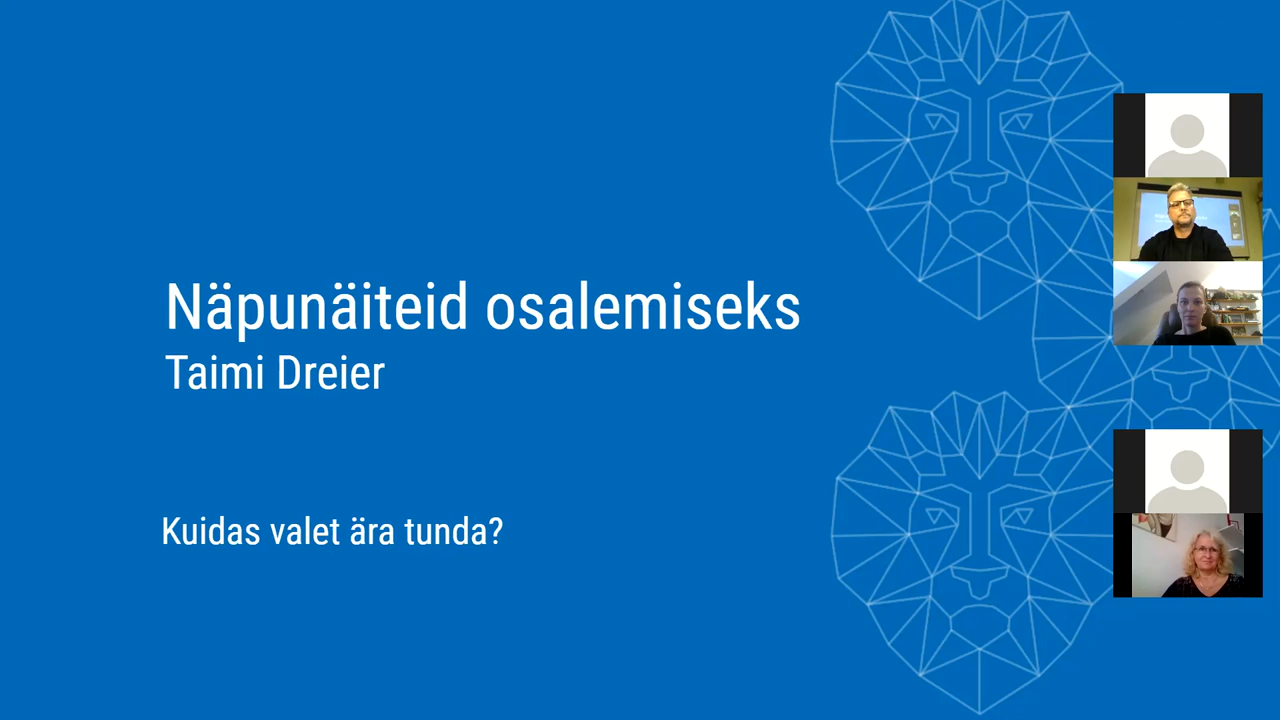 Näpunäiteid osalemiseks
Taimi Dreier
Kuidas valet ära tunda?